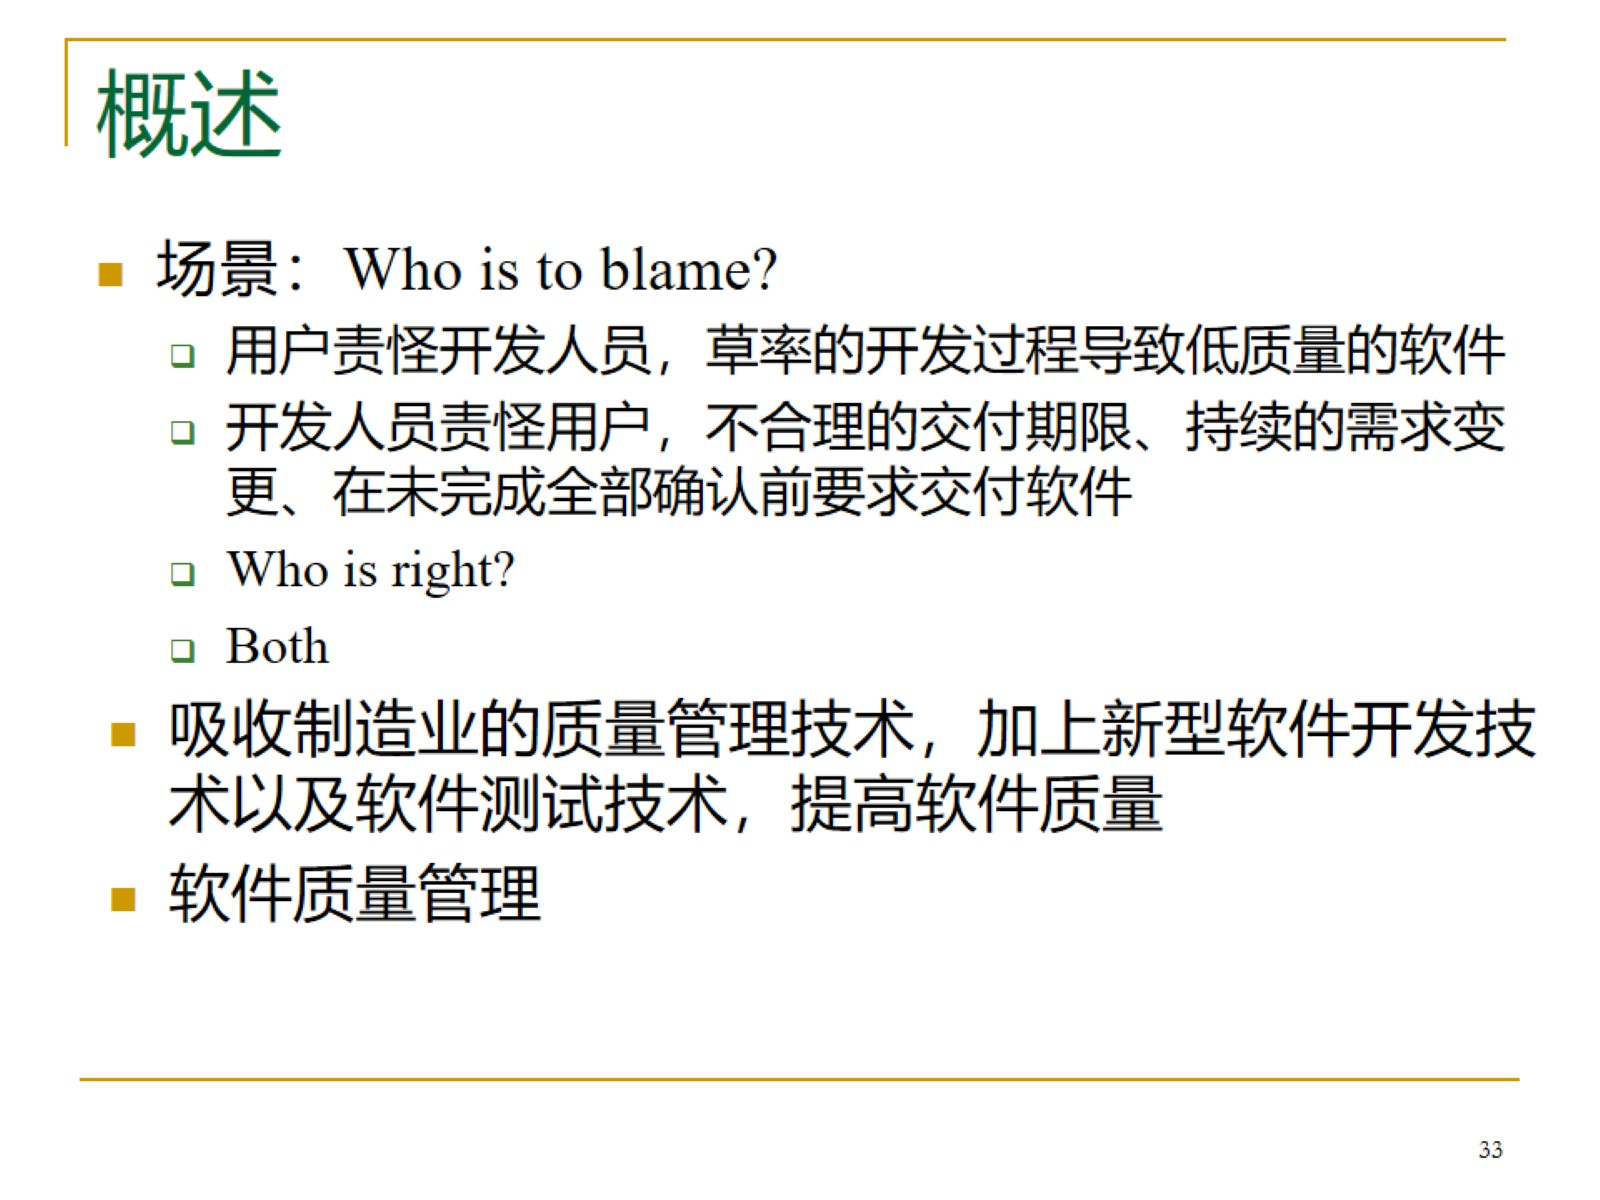 概述
场景：Who is to blame?
用户责怪开发人员，草率的开发过程导致低质量的软件
开发人员责怪用户，不合理的交付期限、持续的需求变
更、在未完成全部确认前要求交付软件
Who is right?
Both
吸收制造业的质量管理技术，加上新型软件开发技
术以及软件测试技术，提高软件质量
软件质量管理
33